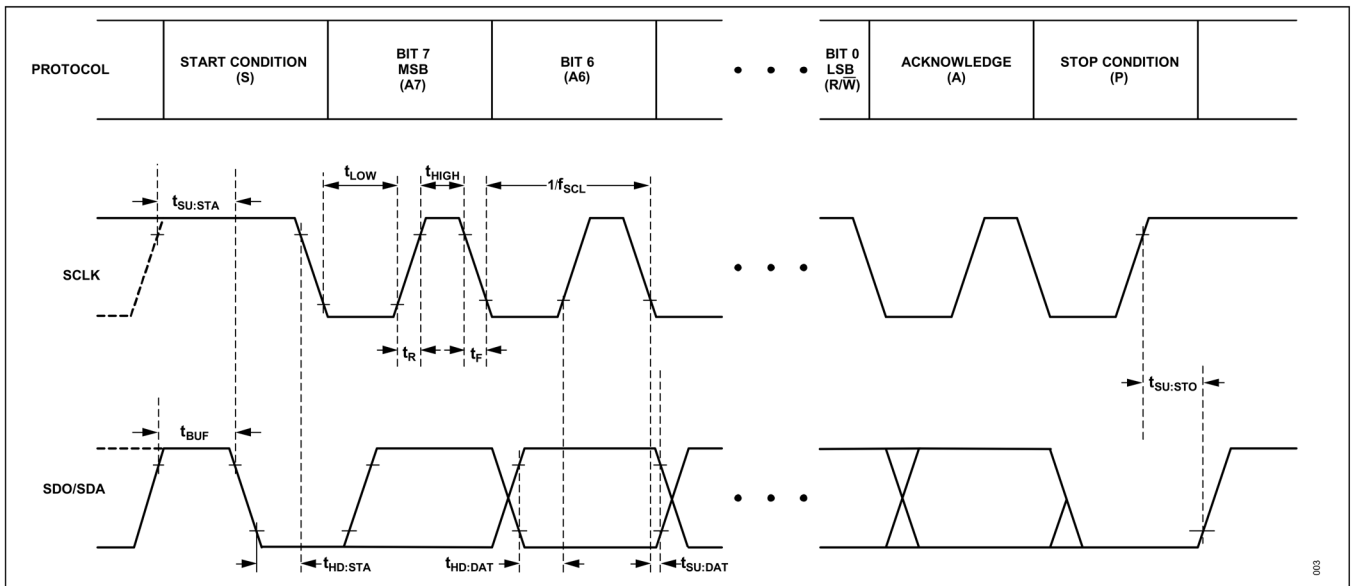 PROTOCOL
START CONDITION
(S)
BIT 7
MSB
(A7)
BIT 6
(A6)
BIT 0
LSB
(R/W̅)
ACKNOWLEDGE
(A)
STOP CONDITION
(P)
tSU:STA
tLOW
tHIGH
1/fSCL
SCLK
tR
tF
tSU:STO
tBUF
SDO/SDA
tHD:STA
tHD:DAT
tSU:DAT
003